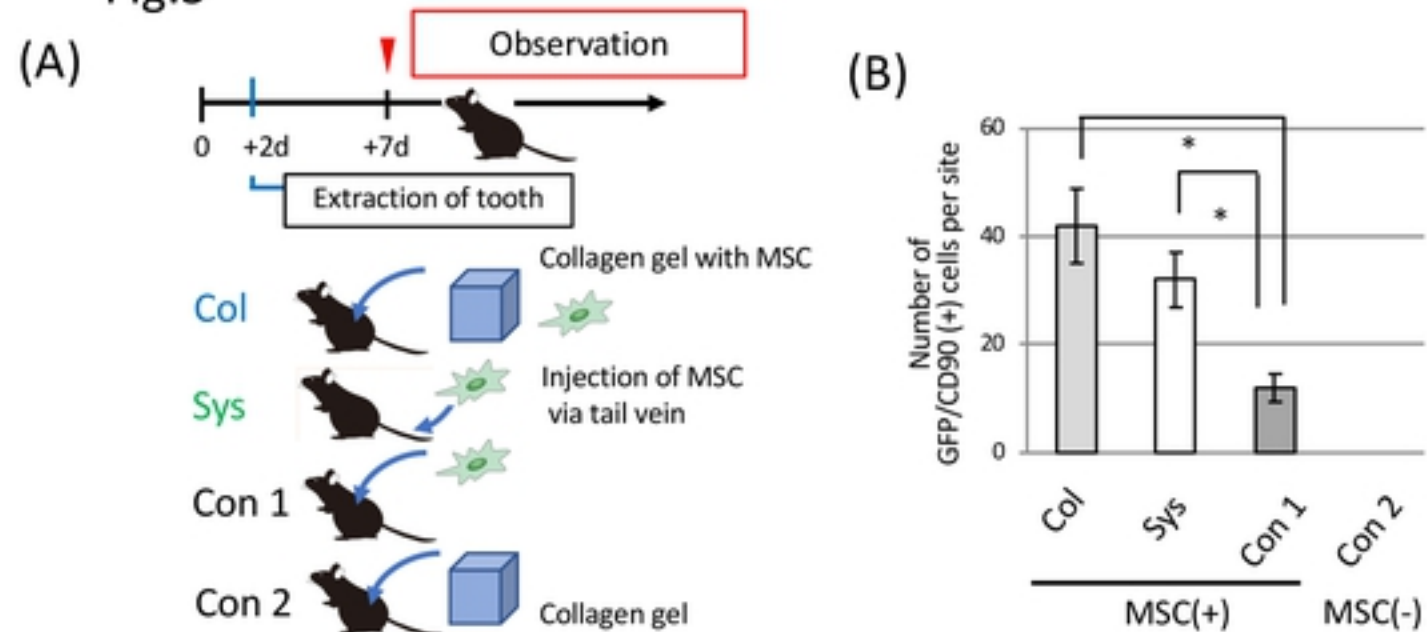 (A)
Observation
0
+2d
+7d
Extraction of tooth
Col
Collagen gel with MSC
Sys
Injection of MSC
via tail vein
Con 1
Con 2
Collagen gel
(B)
Number of
GFP/CD90 (+) cells per site
60
40
20
0
*
*
Col
Sys
Con 1
Con 2
MSC(+)
MSC(-)